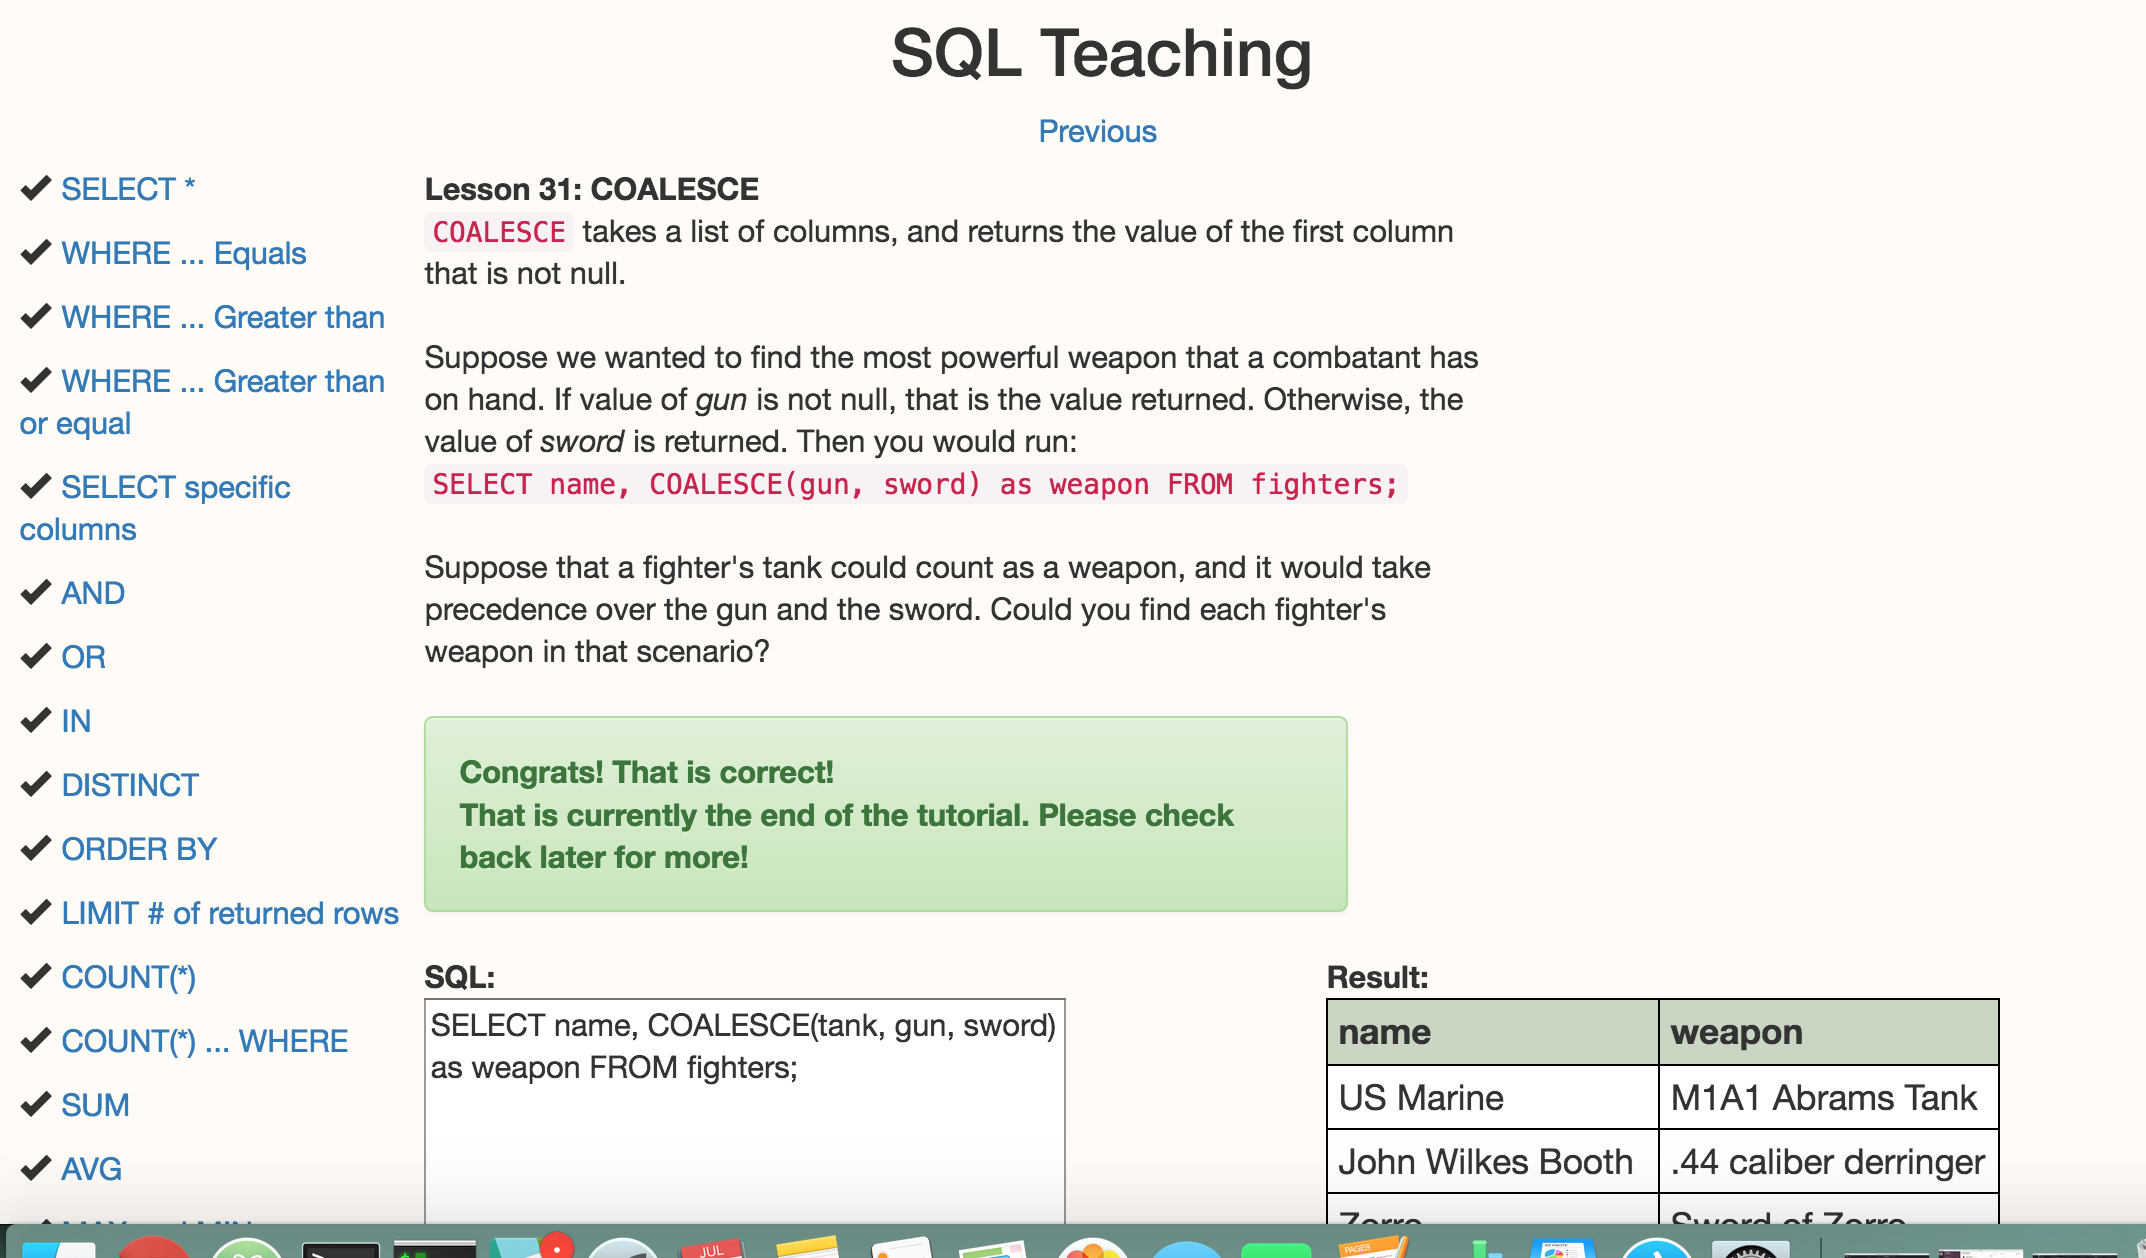 SQL Teaching
Previous
✔ SELECT *
✔ WHERE ... Equals
✔ WHERE ... Greater than
✔ WHERE ... Greater than
or equal
✔ SELECT specific
columns
✔ AND
✔ OR
✔ IN
✔ DISTINCT
✔ ORDER BY
✔ LIMIT # of returned rows
✔ COUNT(*)
✔ COUNT(*) ... WHERE
✔ SUM
✔ AVG
Lesson 31: COALESCE
COALESCE takes a list of columns, and returns the value of the first column
that is not null.
Suppose we wanted to find the most powerful weapon that a combatant has
on hand. If value of gun is not null, that is the value returned. Otherwise, the
value of sword is returned. Then you would run:
SELECT name, COALESCE(gun, sword) as weapon FROM fighters;
Suppose that a fighter's tank could count as a weapon, and it would take
precedence over the gun and the sword. Could you find each fighter's
weapon in that scenario?
Congrats! That is correct!
That is currently the end of the tutorial. Please check
back later for more!
SQL:
SELECT name, COALESCE(tank, gun, sword)
as weapon FROM fighters;
Result:
name weapon
US Marine M1A1 Abrams Tank
John Wilkes Booth .44 caliber derringer
Zorro Sword of Zorro
JUL
PAGES